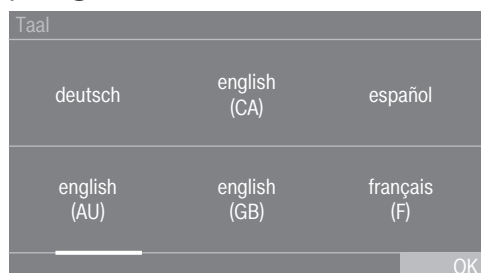 Taal
deutsch
english
(CA)
español
english
(AU)
english
(GB)
français
(F)
OK